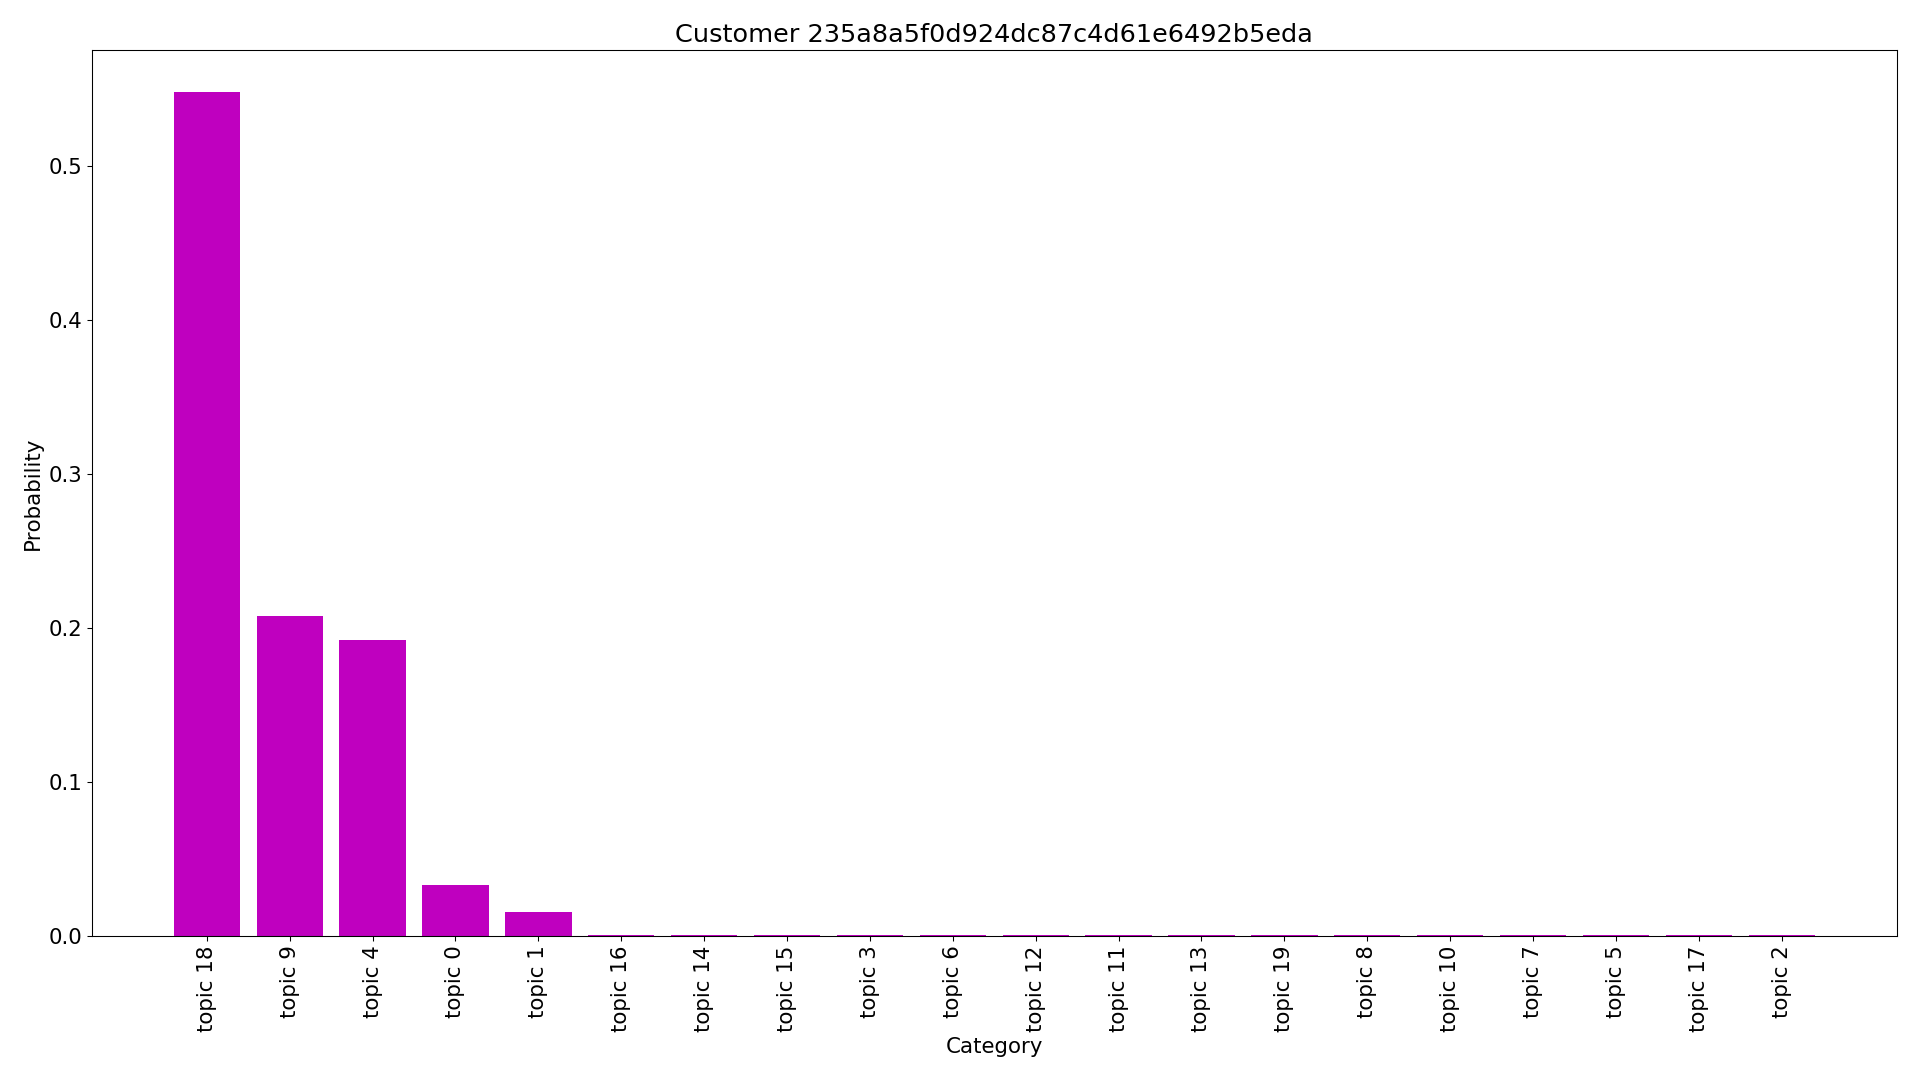 Customer 235a8a5f0d924dc87c4d61e6492b5eda
Probability
0.5
0.4
0.3
0.2
0.1
0.0
topic 18
topic 9
topic 4
topic 0
topic 1
topic 16
topic 14
topic 15
topic 3
topic 6
topic 12
topic 11
topic 13
topic 19
topic 8
topic 10
topic 7
topic 5
topic 17
topic 2
Category